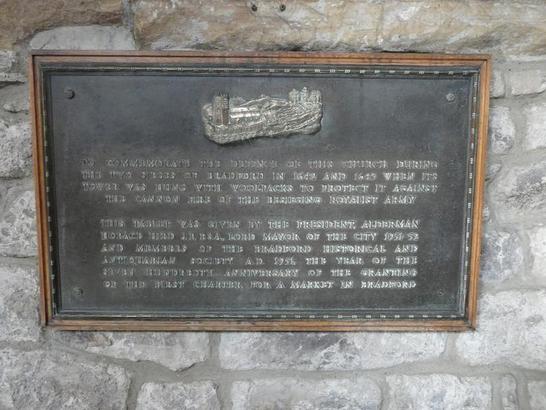 TO COMMEMORATE THE DEFENCE OF THIS CHURCH DURING
THE TWO SIEGES OF BRADFORD IN 1642 AND 1643 WHEN ITS
TOWER WAS HUNG WITH WOOLPACKS TO PROTECT IT AGAINST
THE CANNON FIRE OF THE BESIEGING ROYALIST ARMY
THIS TABLET WAS GIVEN BY THE PRESIDENT, ALDERMAN
HORACE HIRD LORD MAYOR OF THE CITY 1951-52
AND MEMBERS OF THE BRADFORD HISTORICAL AND
ANTIQUARIAN SOCIETY A.D. 1951, THE YEAR OF THE
SEVEN HUNDREDTH ANNIVERSARY OF THE GRANTING
OF THE FIRST CHARTER FOR A MARKET IN BRADFORD